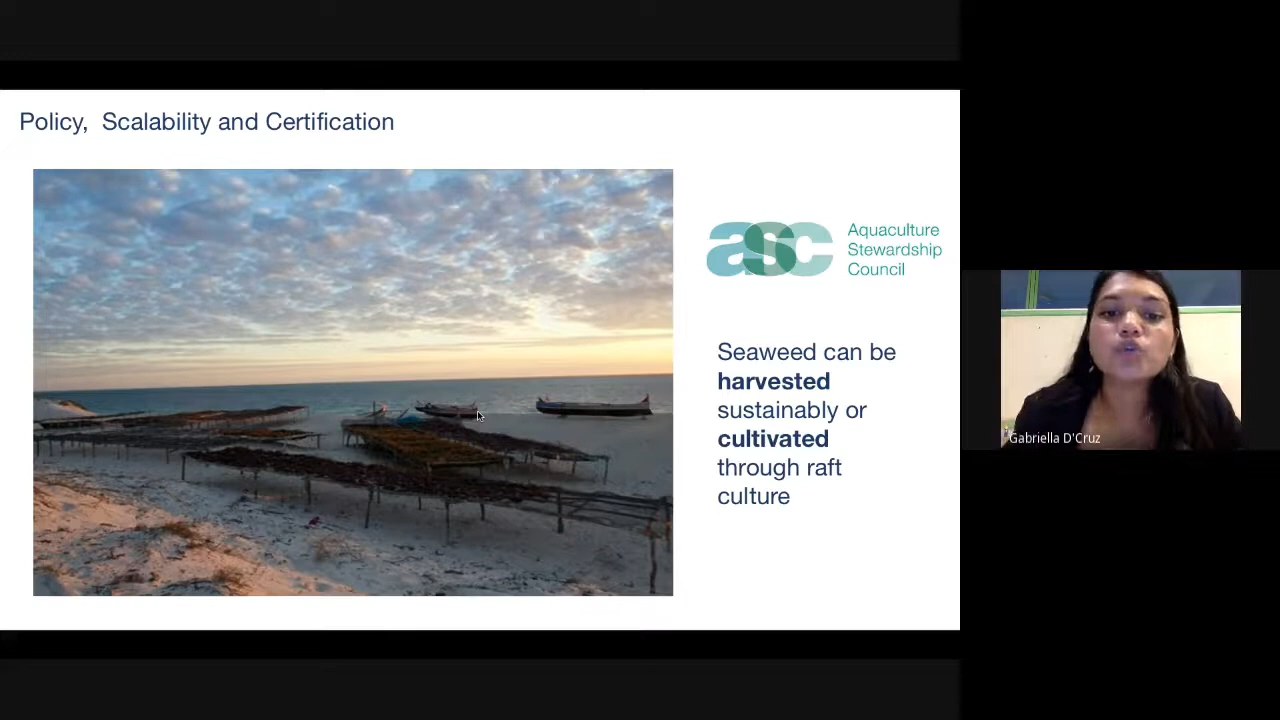 Policy, Scalability and Certification
asc
Aquaculture
Stewardship
Council
Seaweed can be
harvested
sustainably or
cultivated
through raft
culture
Gabriella D'Cruz